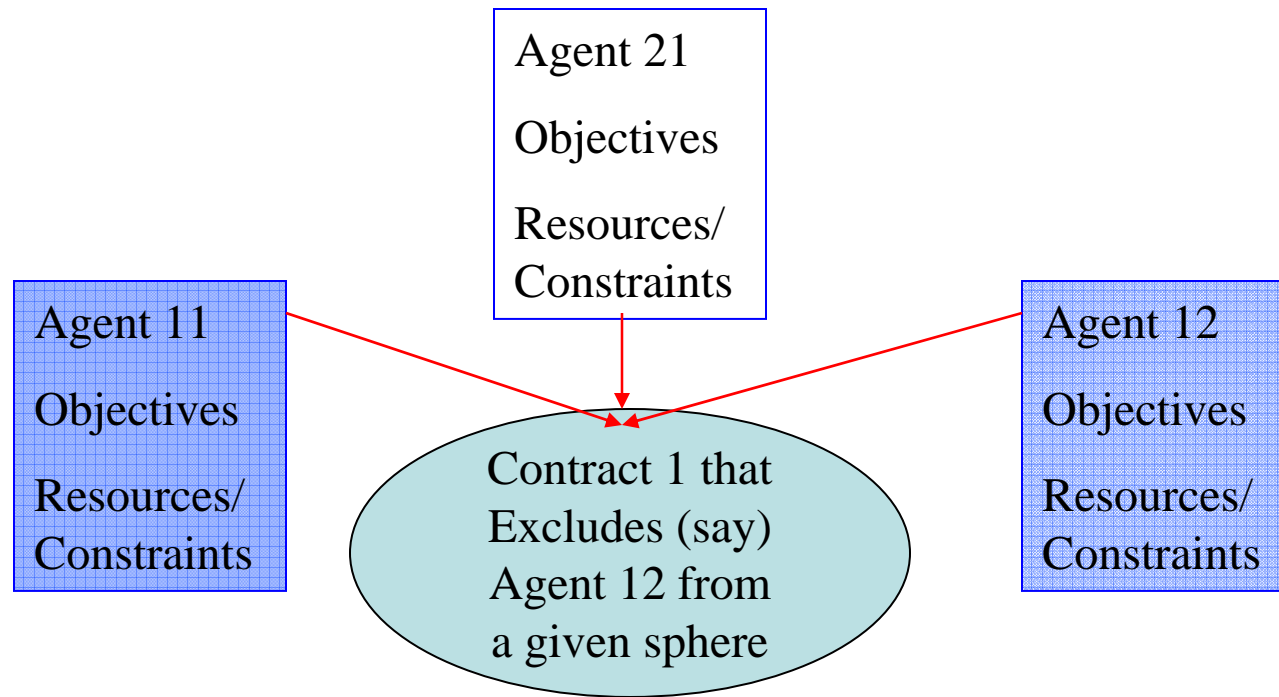 Agent 21
Objectives
Resources/
Constraints
Agent 11
Objectives
Resources/
Constraints
Agent 12
Objectives
Resources/
Constraints
Contract 1 that
Excludes (say)
Agent 12 from
a given sphere